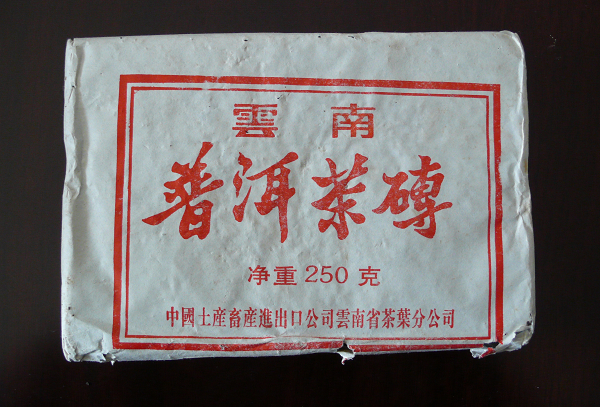 雲南
普洱茶磚
净重250克
中國土産畜産進出口公司雲南省茶葉分公司